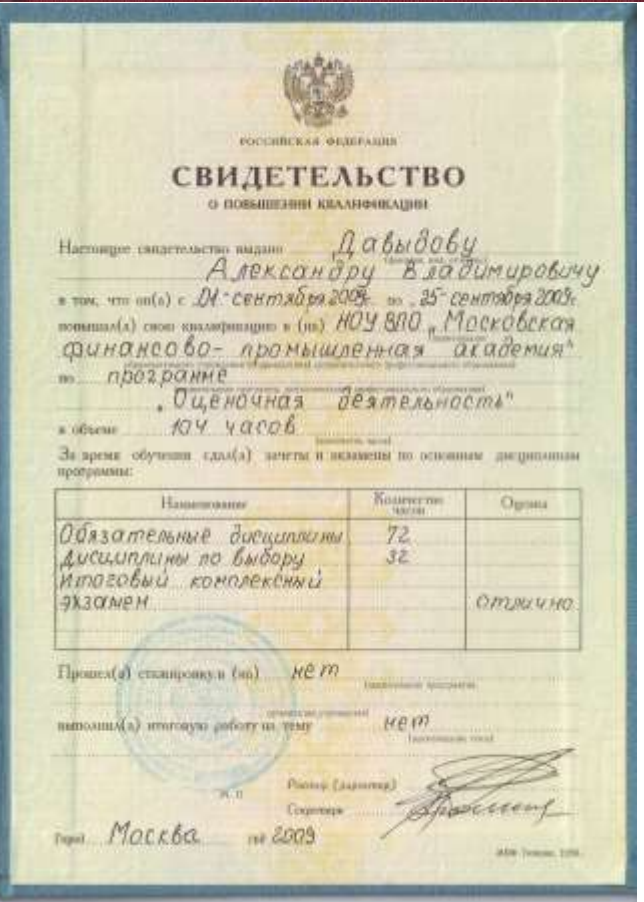 РОССИЙСКАЯ ФЕДЕРАЦИЯ
СВИДЕТЕЛЬСТВО
О ПОВЫШЕНИИ КВАЛИФИКАЦИИ
Настоящее свидетельство выдано Давыдову
Александру Владимировичу
в том, что он(а) с 01 сентября 2009г. по 25 сентября 2009г.
повышал(а) свою квалификацию в (на) НОУ ВПО „Московская
финансово-промышленная академия"
по программе
„Оценочная деятельность"
в объеме 104 часов
За время обучения сдал(а) зачеты и экзамены по основным дисциплинам
программы:
Наименование Количество часов Оценка
Обязательные дисциплины 72
Дисциплины по выбору 32
Итоговый комплексный
экзамен отлично
Прошел(а) стажировку в (на) нет
выполнил(а) итоговую работу на тему нет
М.П.
Ректор (директор)
Секретарь
Город Москва год 2009